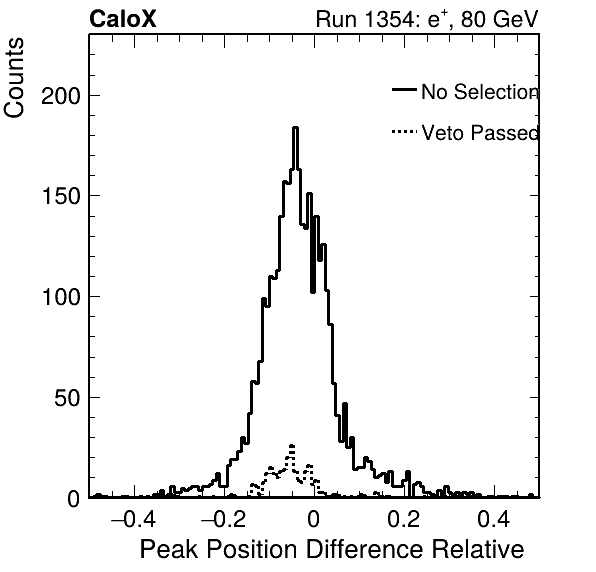 CaloX Run 1354: e⁺, 80 GeV
Counts
No Selection
Veto Passed
200
150
100
50
0
−0.4 −0.2 0 0.2 0.4
Peak Position Difference Relative